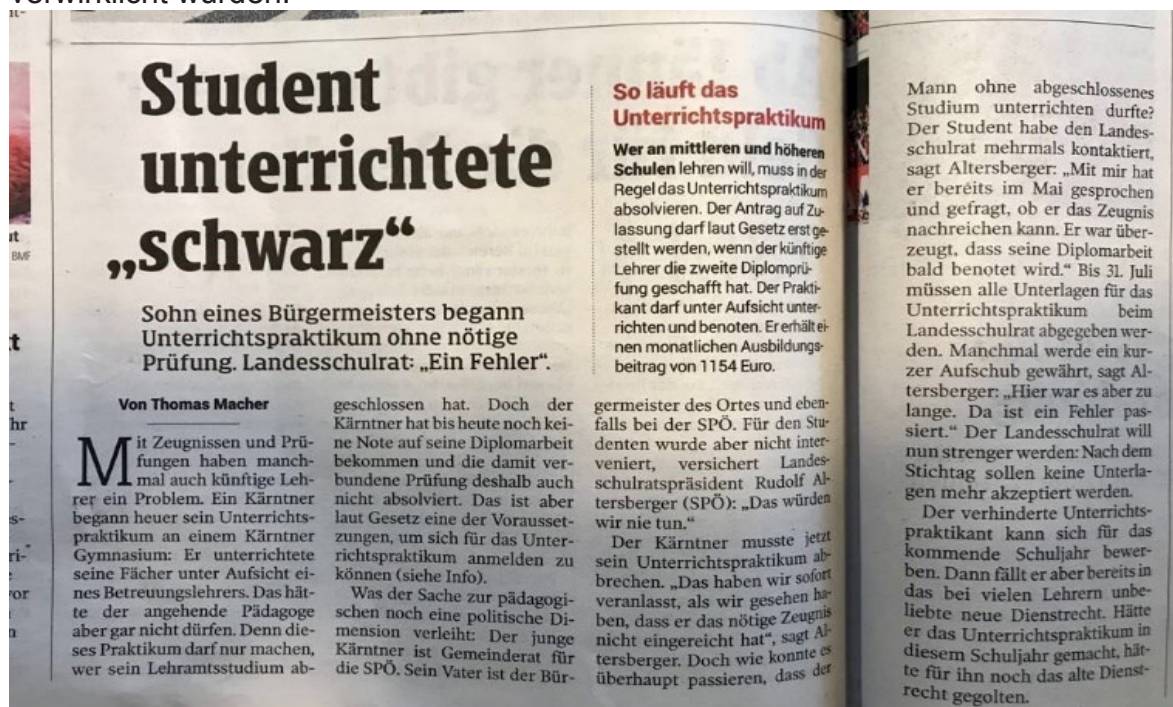 verwirklicht wurden.
Student
unterrichtete
„schwarz“
Sohn eines Bürgermeisters begann
Unterrichtspraktikum ohne nötige
Prüfung. Landesschulrat: „Ein Fehler“.
Von Thomas Macher
Mit Zeugnissen und Prü-
fungen haben manch-
mal auch künftige Leh-
rer ein Problem. Ein Kärntner
begann heuer sein Unterrichts-
praktikum an einem Kärntner
Gymnasium: Er unterrichtete
seine Fächer unter Aufsicht ei-
nes Betreuungslehrers. Das hät-
te der angehende Pädagoge
aber gar nicht dürfen. Denn die-
ses Praktikum darf nur machen,
wer sein Lehramtsstudium ab-
geschlossen hat. Doch der
Kärntner hat bis heute noch kei-
ne Note auf seine Diplomarbeit
bekommen und die damit ver-
bundene Prüfung deshalb auch
nicht absolviert. Das ist aber
laut Gesetz eine der Vorausset-
zungen, um sich für das Unter-
richtspraktikum anmelden zu
können (siehe Info).
Was der Sache zur pädagogi-
schen noch eine politische Di-
mension verleiht: Der junge
Kärntner ist Gemeinderat für
die SPÖ. Sein Vater ist der Bür-
germeister des Ortes und eben-
falls bei der SPÖ. Für den Stu-
denten wurde aber nicht inter-
veniert, versichert Landes-
schulratspräsident Rudolf Al-
tersberger (SPÖ): „Das würden
wir nie tun.“
Der Kärntner musste jetzt
sein Unterrichtspraktikum ab-
brechen. „Das haben wir sofort
veranlasst, als wir gesehen ha-
ben, dass er das nötige Zeugnis
nicht eingereicht hat“, sagt Al-
tersberger. Doch wie konnte es
überhaupt passieren, dass der
Mann ohne abgeschlossenes
Studium unterrichten durfte?
Der Student habe den Landes-
schulrat mehrmals kontaktiert,
sagt Altersberger: „Mit mir hat
er bereits im Mai gesprochen
und gefragt, ob er das Zeugnis
nachreichen kann. Er war über-
zeugt, dass seine Diplomarbeit
bald benotet wird.“ Bis 31. Juli
müssen alle Unterlagen für das
Unterrichtspraktikum beim
Landesschulrat abgegeben wer-
den. Manchmal werde ein kur-
zer Aufschub gewährt, sagt Al-
tersberger: „Hier war es aber zu
lange. Da ist ein Fehler pas-
siert.“ Der Landesschulrat will
nun strenger werden: Nach dem
Stichtag sollen keine Unterla-
gen mehr akzeptiert werden.
Der verhinderte Unterrichts-
praktikant kann sich für das
kommende Schuljahr bewer-
ben. Dann fällt er aber bereits in
das bei vielen Lehrern unbe-
liebte neue Dienstrecht. Hätte
er das Unterrichtspraktikum in
diesem Schuljahr gemacht, hät-
te für ihn noch das alte Dienst-
recht gegolten.
So läuft das
Unterrichtspraktikum
Wer an mittleren und höheren
Schulen lehren will, muss in der
Regel das Unterrichtspraktikum
absolvieren. Der Antrag auf Zu-
lassung darf laut Gesetz erst ge-
stellt werden, wenn der künftige
Lehrer die zweite Diplomprü-
fung geschafft hat. Der Prakti-
kant darf unter Aufsicht unter-
richten und benoten. Er erhält ei-
nen monatlichen Ausbildungs-
beitrag von 1154 Euro.
BMF